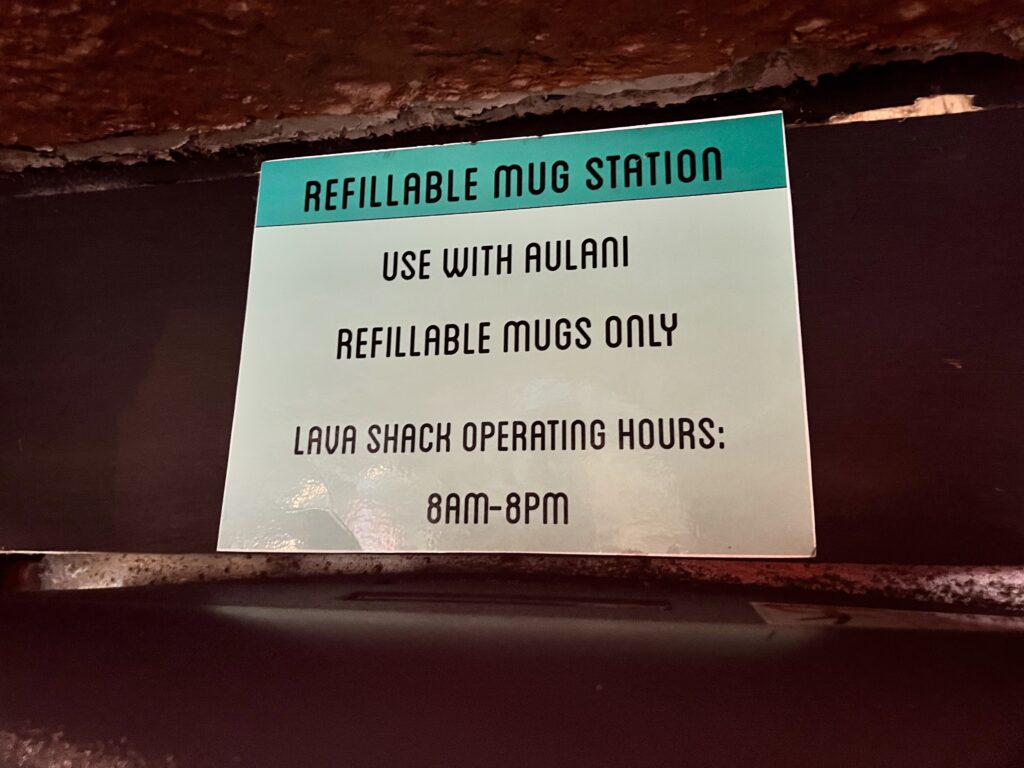 REFILLABLE MUG STATION
USE WITH AULANI
REFILLABLE MUGS ONLY
LAVA SHACK OPERATING HOURS:
8AM-8PM